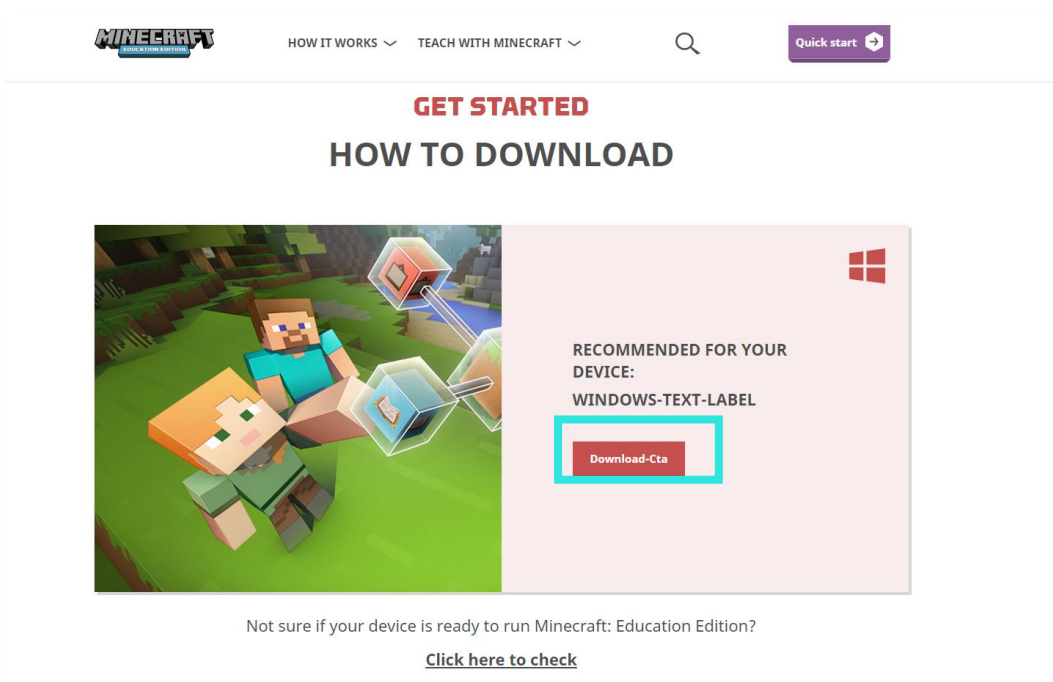 MINECRAFT
EDUCATION EDITION
HOW IT WORKS
TEACH WITH MINECRAFT
Quick start
GET STARTED
HOW TO DOWNLOAD
RECOMMENDED FOR YOUR
DEVICE:
WINDOWS-TEXT-LABEL
Download-Cta
Not sure if your device is ready to run Minecraft: Education Edition?
Click here to check